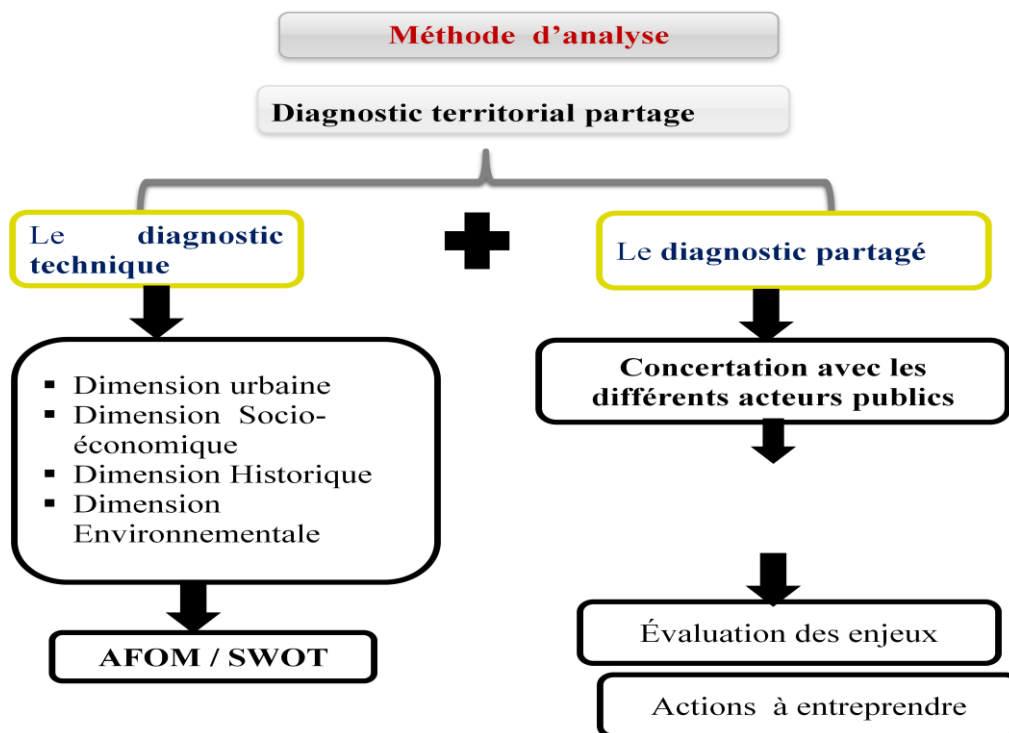 Méthode d'analyse
Diagnostic territorial partage
Le diagnostic
technique
Le diagnostic partagé
▪ Dimension urbaine
▪ Dimension Socio-
économique
▪ Dimension Historique
▪ Dimension
Environnementale
Concertation avec les
différents acteurs publics
AFOM / SWOT
Évaluation des enjeux
Actions à entreprendre